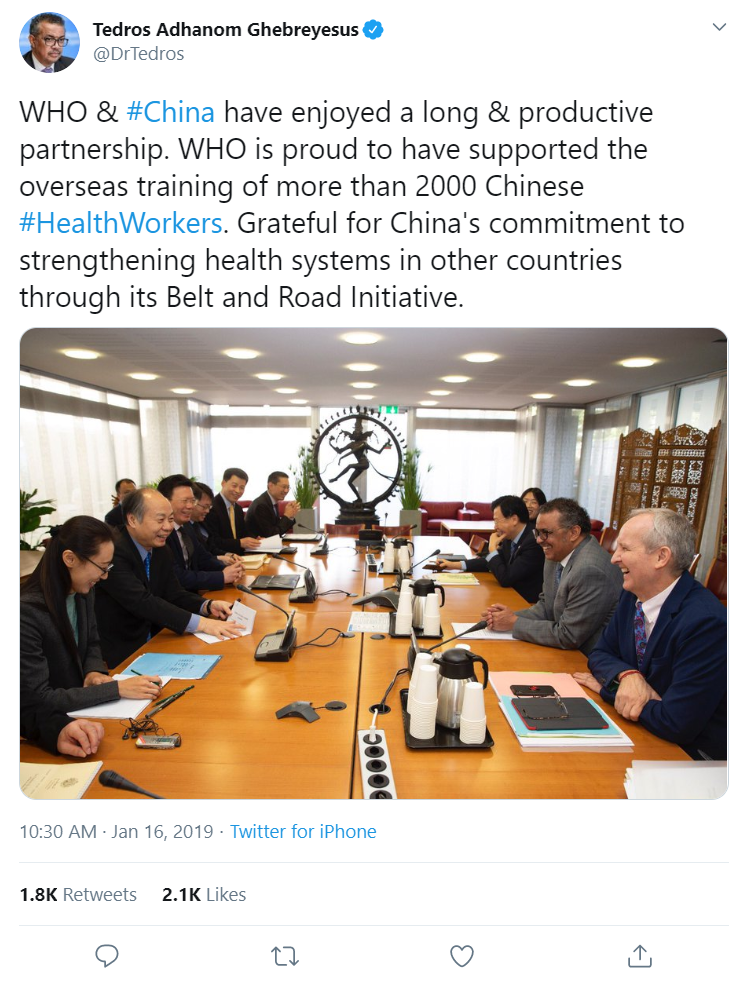 Tedros Adhanom Ghebreyesus
@DrTedros
WHO & #China have enjoyed a long & productive
partnership. WHO is proud to have supported the
overseas training of more than 2000 Chinese
#HealthWorkers. Grateful for China's commitment to
strengthening health systems in other countries
through its Belt and Road Initiative.
10:30 AM · Jan 16, 2019 · Twitter for iPhone
1.8K Retweets 2.1K Likes